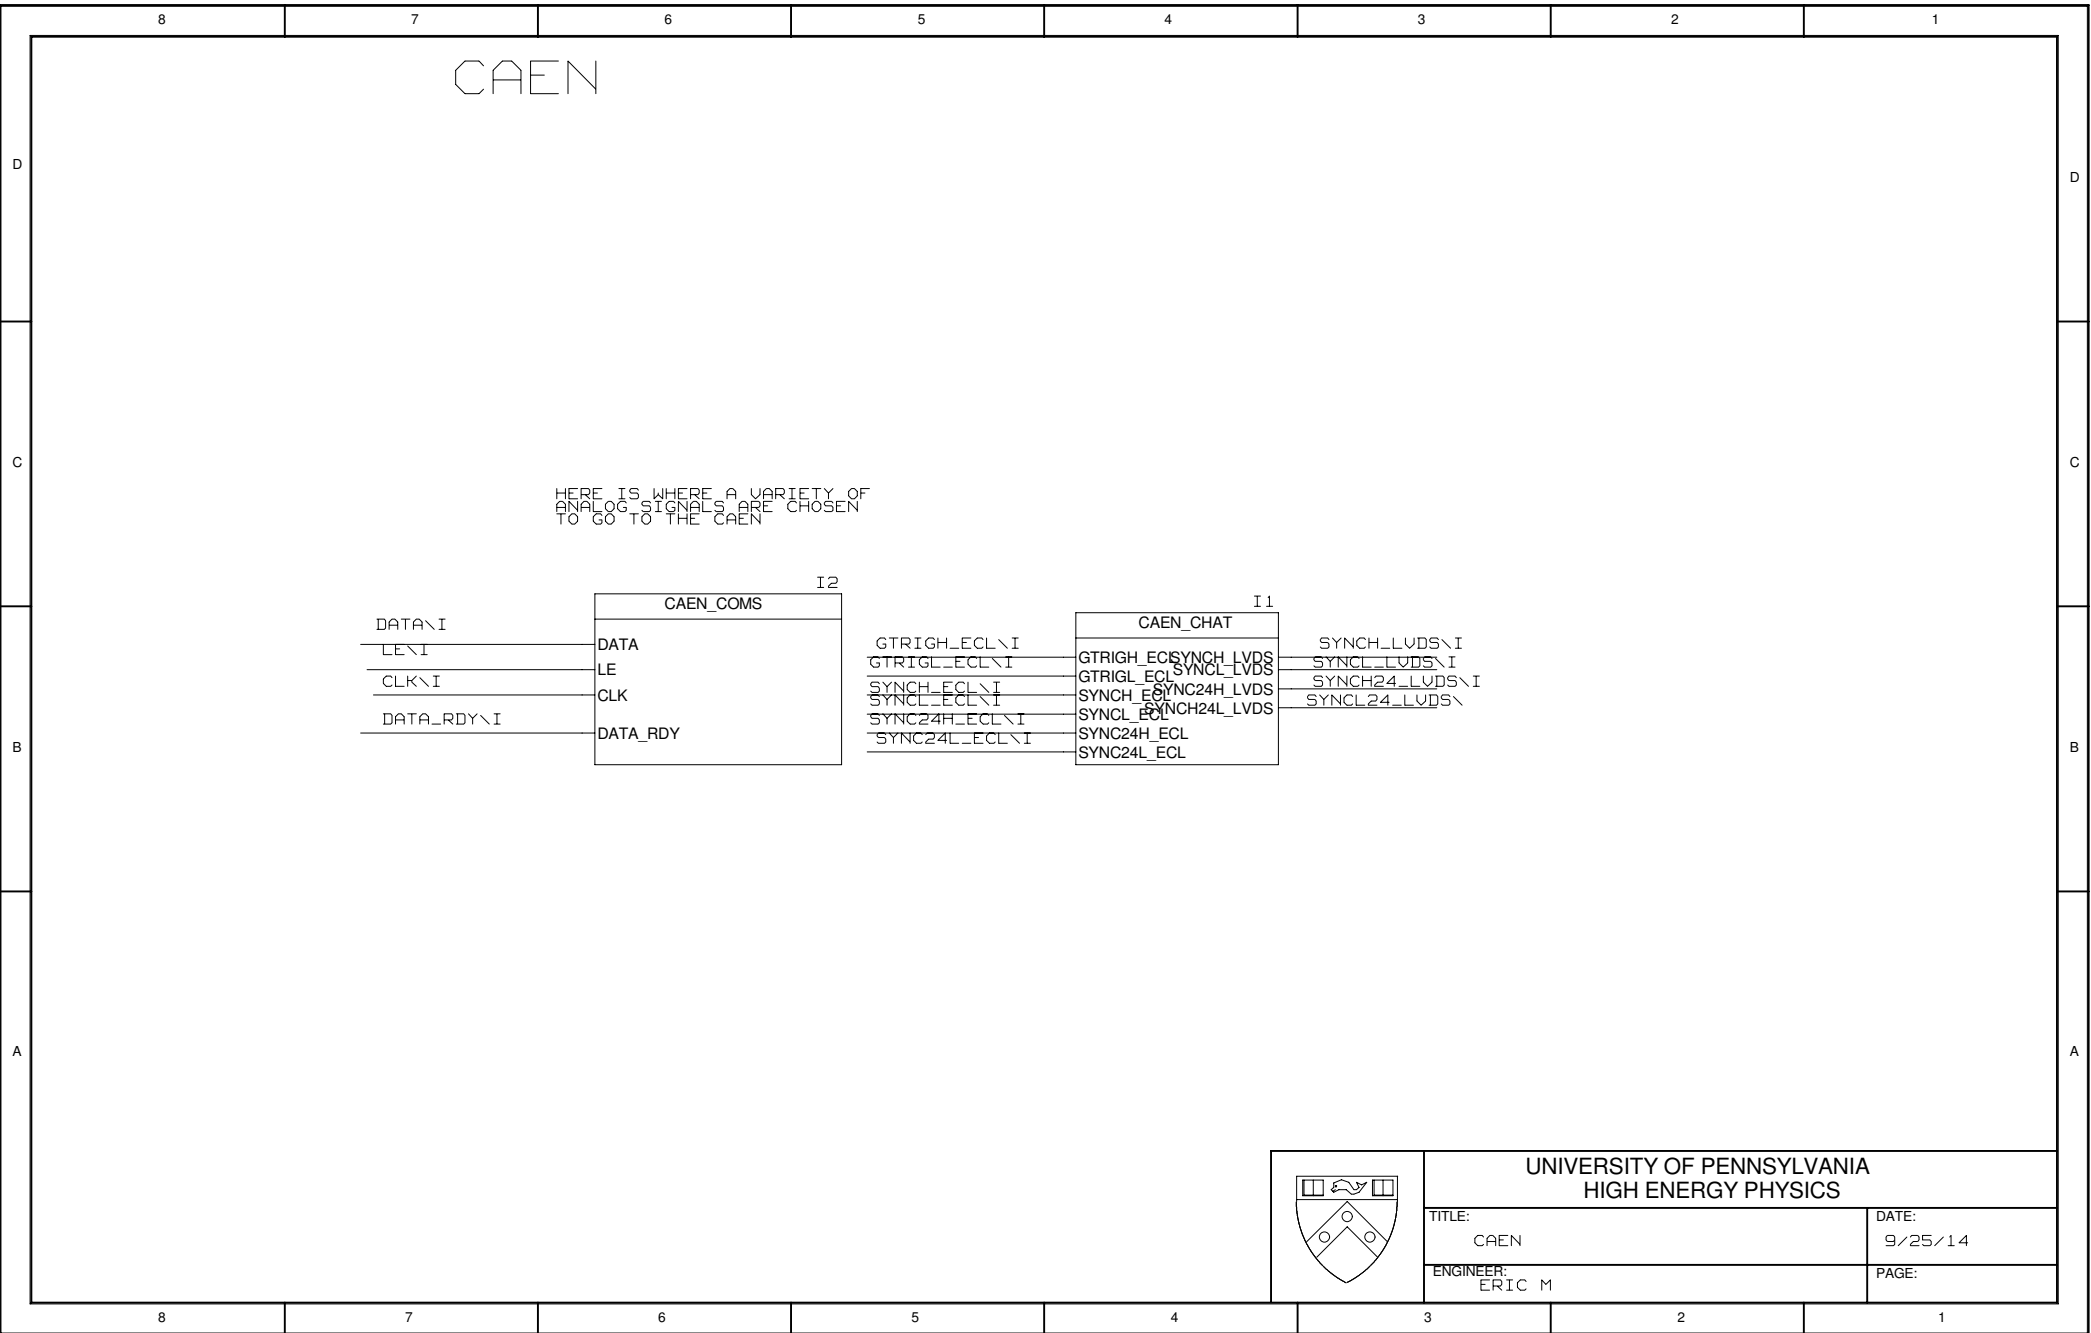 8 7 6 5 4 3 2 1
CAEN
D D
C C
HERE IS WHERE A VARIETY OF
ANALOG SIGNALS ARE CHOSEN
TO GO TO THE CAEN
I2
CAEN_COMS
DATA\I
DATA
LE\I
LE
CLK\I
CLK
DATA_RDY\I
DATA_RDY
I1
CAEN_CHAT
GTRIGH_ECL\I
GTRIGH_ECL
GTRIGL_ECL\I
GTRIGL_ECL
SYNCH_ECL\I
SYNCH_ECL
SYNCL_ECL\I
SYNCL_ECL
SYNC24H_ECL\I
SYNC24H_ECL
SYNC24L_ECL\I
SYNC24L_ECL
SYNCH_LVDS
SYNCH_LVDS\I
SYNCL_LVDS
SYNCL_LVDS\I
SYNC24H_LVDS
SYNCH24_LVDS\I
SYNCH24L_LVDS
SYNCL24_LVDS\
B B
A A
UNIVERSITY OF PENNSYLVANIA
HIGH ENERGY PHYSICS
TITLE:
CAEN
DATE:
9/25/14
ENGINEER:
ERIC M
PAGE:
8 7 6 5 4 3 2 1